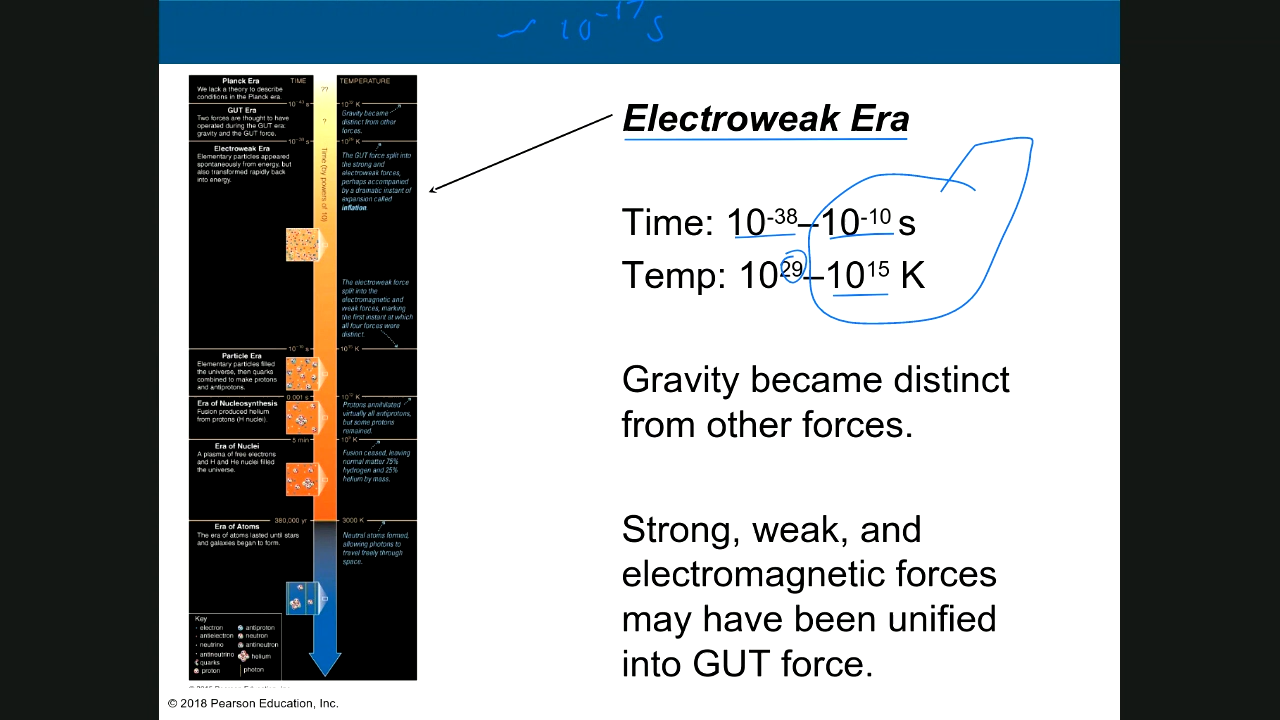 ~ 10⁻¹⁷ s
Planck Era
TIME
TEMPERATURE
We lack a theory to describe
conditions in the Planck era.
??
GUT Era
Two forces are thought to have
operated during the GUT era:
gravity and the GUT force.
?
Gravity became
distinct from other
forces.
Electroweak Era
Elementary particles appeared
spontaneously from energy, but
also transformed rapidly back
into energy.
Time (by powers of 10)
The GUT force split into
the strong and
electroweak forces,
perhaps accompanied
by a dramatic instant of
expansion called
inflation.
The electroweak force
split into the
electromagnetic and
weak forces, marking
the first instant at which
all four forces were
distinct.
Particle Era
Elementary particles filled
the universe, then quarks
combined to make protons
and antiprotons.
0.001 s
Era of Nucleosynthesis
Fusion produced helium
from protons (H nuclei)
Protons annihilated
virtually all antiprotons,
but some protons
remained.
5 min
Era of Nuclei
A plasma of free electrons
and H and He nuclei filled
the universe.
Fusion ceased, leaving
normal matter 75%
hydrogen and 25%
helium by mass.
380,000 yr
3000 K
Era of Atoms
The era of atoms lasted until stars
and galaxies began to form.
Neutral atoms formed,
allowing photons to
travel freely through
space.
Key
electron
antiproton
antielectron
neutron
neutrino
antineutron
antineutrino
helium
quarks
proton
photon
Electroweak Era
Time: 10⁻³⁸–10⁻¹⁰ s
Temp: 10²⁹–10¹⁵ K
Gravity became distinct
from other forces.
Strong, weak, and
electromagnetic forces
may have been unified
into GUT force.
© 2018 Pearson Education, Inc.